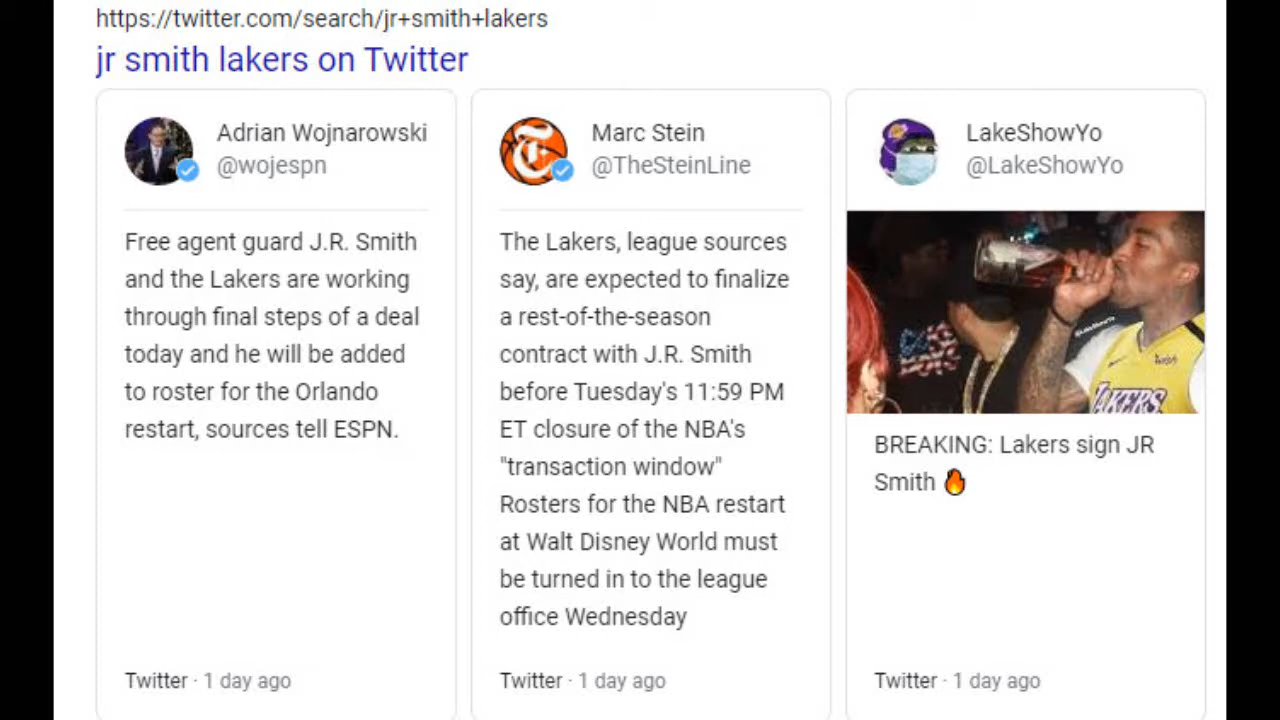 https://twitter.com/search/jr+smith+lakers
jr smith lakers on Twitter
Adrian Wojnarowski
@wojespn
Free agent guard J.R. Smith
and the Lakers are working
through final steps of a deal
today and he will be added
to roster for the Orlando
restart, sources tell ESPN.
Twitter · 1 day ago
T
Marc Stein
@TheSteinLine
The Lakers, league sources
say, are expected to finalize
a rest-of-the-season
contract with J.R. Smith
before Tuesday's 11:59 PM
ET closure of the NBA's
"transaction window"
Rosters for the NBA restart
at Walt Disney World must
be turned in to the league
office Wednesday
Twitter · 1 day ago
LakeShowYo
@LakeShowYo
LAKERS
BREAKING: Lakers sign JR
Smith 🔥
Twitter · 1 day ago